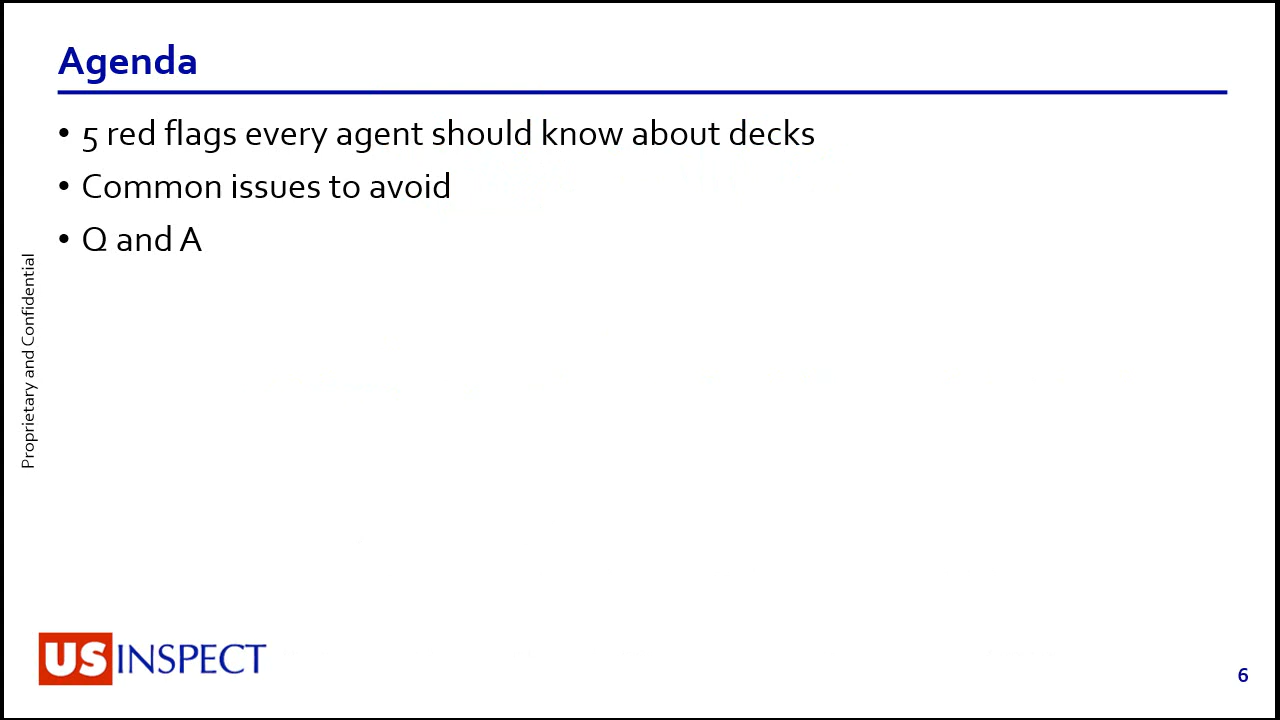 Agenda
• 5 red flags every agent should know about decks
• Common issues to avoid
• Q and A
Proprietary and Confidential
US INSPECT
6